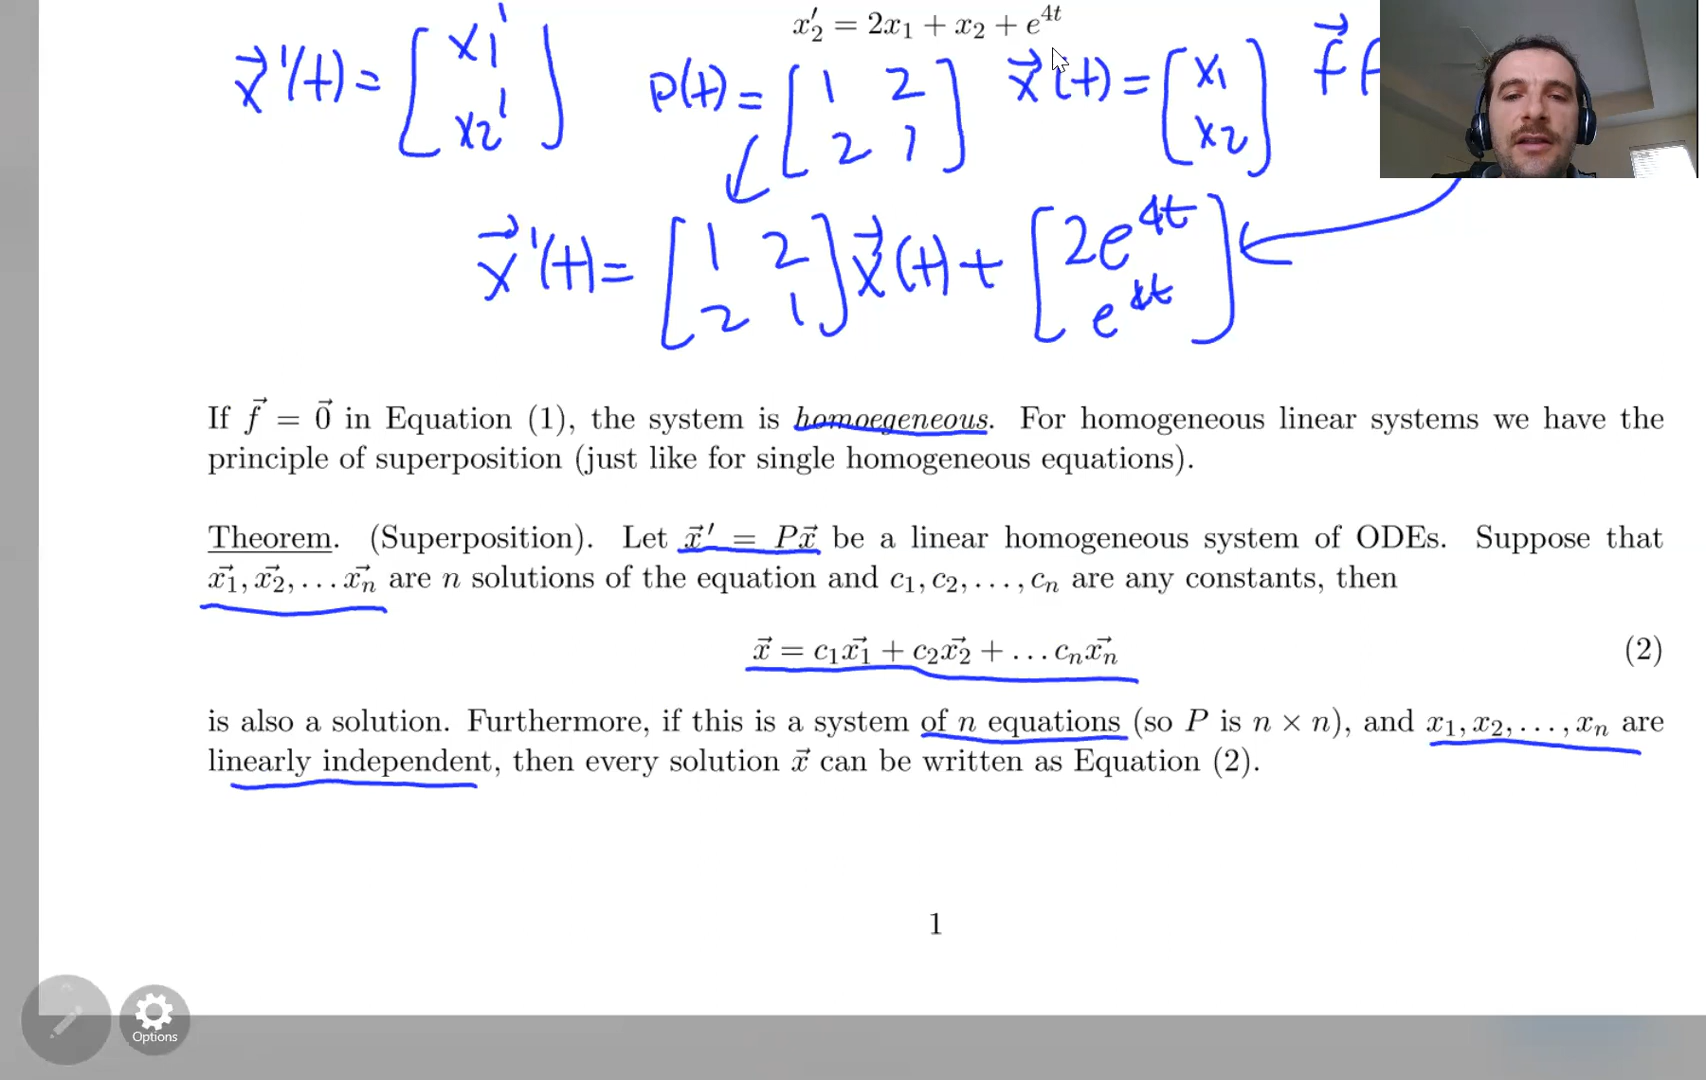 x₂′ = 2x₁ + x₂ + e⁴ᵗ
x⃗′(t) = [x₁′ x₂′] P(t) = [1 2 2 1] x⃗(t) = [x₁ x₂] f⃗
x⃗′(t) = [1 2 2 1] x⃗(t) + [2e⁴ᵗ e⁴ᵗ]
If f⃗ = 0⃗ in Equation (1), the system is homoegeneous. For homogeneous linear systems we have the
principle of superposition (just like for single homogeneous equations).
Theorem. (Superposition). Let x⃗′ = Px⃗ be a linear homogeneous system of ODEs. Suppose that
x⃗₁, x⃗₂, . . . x⃗ₙ are n solutions of the equation and c₁, c₂, . . . , cₙ are any constants, then
x⃗ = c₁x⃗₁ + c₂x⃗₂ + . . . cₙx⃗ₙ (2)
is also a solution. Furthermore, if this is a system of n equations (so P is n × n), and x₁, x₂, . . . , xₙ are
linearly independent, then every solution x⃗ can be written as Equation (2).
1
Options